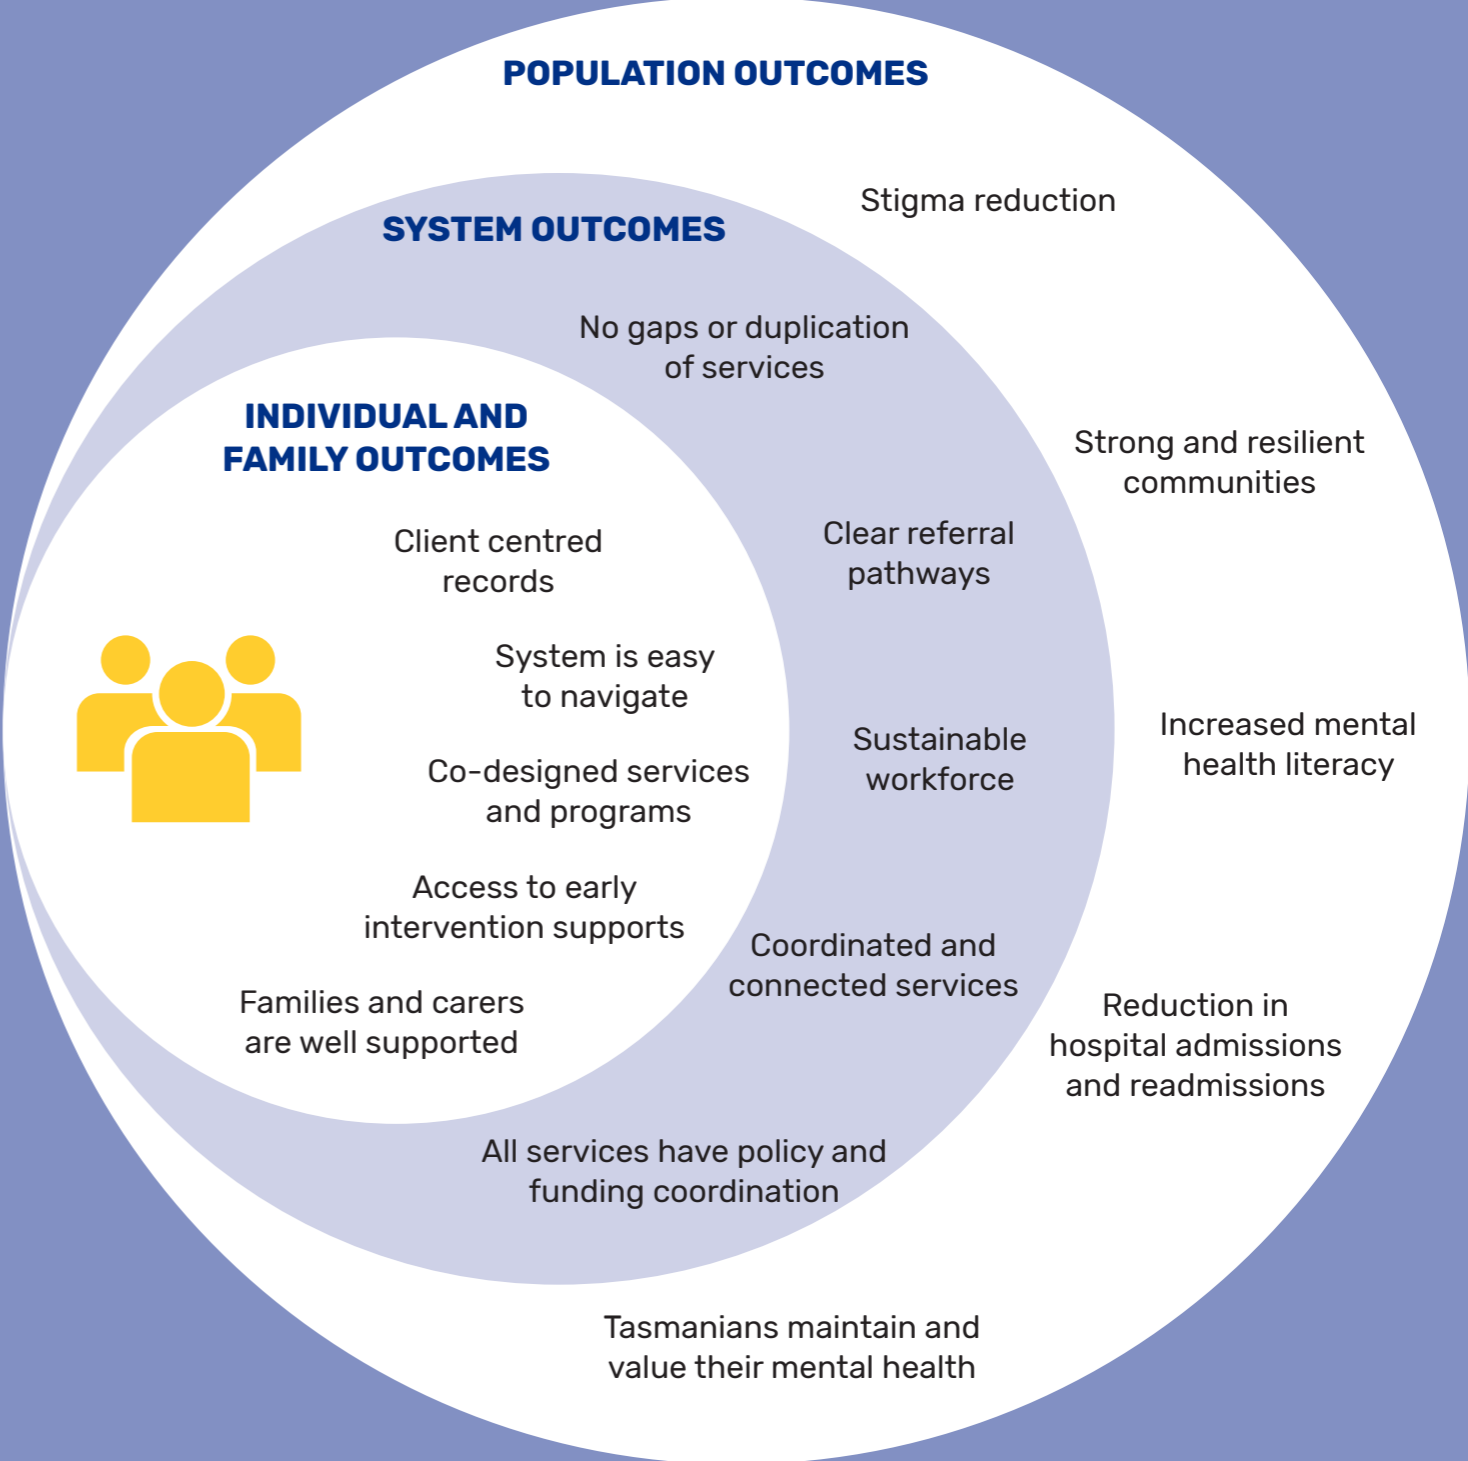 POPULATION OUTCOMES
Stigma reduction
Strong and resilient
communities
Increased mental
health literacy
Reduction in
hospital admissions
and readmissions
Tasmanians maintain and
value their mental health
SYSTEM OUTCOMES
No gaps or duplication
of services
Clear referral
pathways
Sustainable
workforce
Coordinated and
connected services
All services have policy and
funding coordination
INDIVIDUAL AND
FAMILY OUTCOMES
Client centred
records
System is easy
to navigate
Co-designed services
and programs
Access to early
intervention supports
Families and carers
are well supported